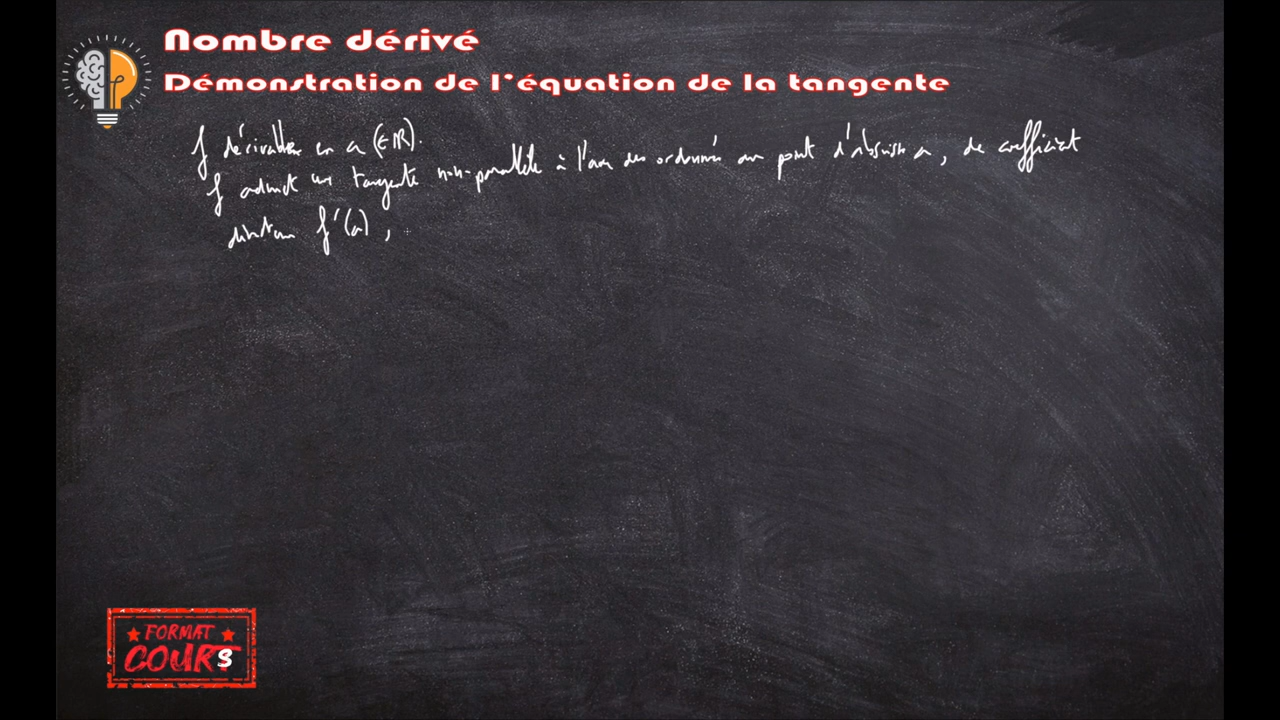 Nombre dérivé
Démonstration de l'équation de la tangente
f dérivable en a (∈ ℝ).
f admet une tangente non-parallèle à l'axe des ordonnées au point d'abscisse a, de coefficient
directeur f'(a),
FORMAT
COURS